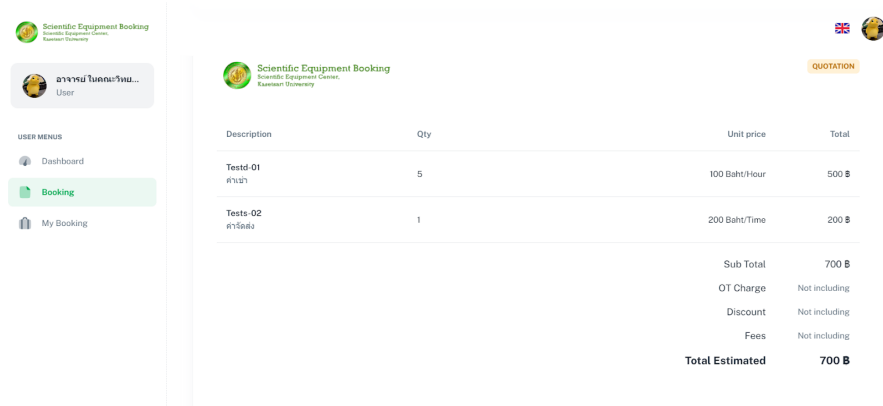 Scientific Equipment Booking
Scientific Equipment Center,
Kasetsart University
อาจารย์ ในคณะวิทย...
User
USER MENUS
Dashboard
Booking
My Booking
Scientific Equipment Booking
Scientific Equipment Center,
Kasetsart University
QUOTATION
Description Qty Unit price Total
Testd-01
ค่าเช่า
5 100 Baht/Hour 500 ฿
Tests-02
ค่าจัดส่ง
1 200 Baht/Time 200 ฿
Sub Total 700 ฿
OT Charge Not including
Discount Not including
Fees Not including
Total Estimated 700 ฿